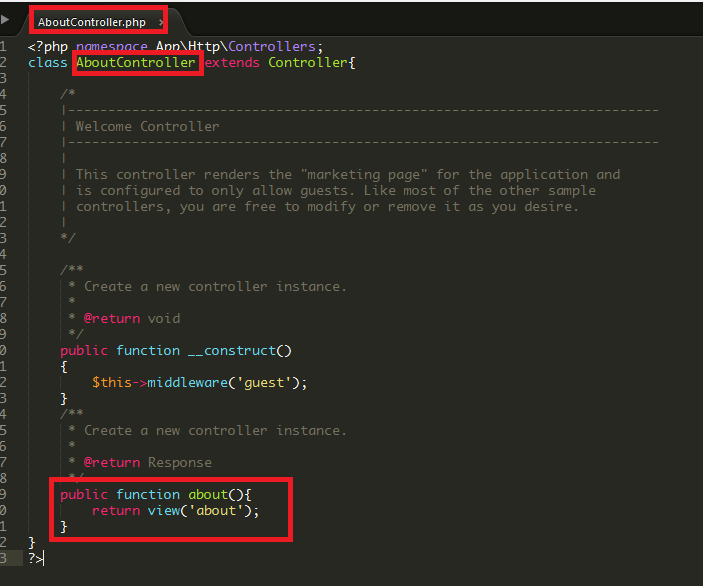 AboutController.php ×
1 <?php namespace App\Http\Controllers;
2 class AboutController extends Controller{
3
4 /*
5 |--------------------------------------------------------------------------
6 | Welcome Controller
7 |--------------------------------------------------------------------------
8 |
9 | This controller renders the "marketing page" for the application and
0 | is configured to only allow guests. Like most of the other sample
1 | controllers, you are free to modify or remove it as you desire.
2 |
3 */
4
5 /**
6 * Create a new controller instance.
7 *
8 * @return void
9 */
0 public function __construct()
1 {
2 $this->middleware('guest');
3 }
4 /**
5 * Create a new controller instance.
6 *
7 * @return Response
8 */
9 public function about(){
0 return view('about');
1 }
2 }
3 ?>